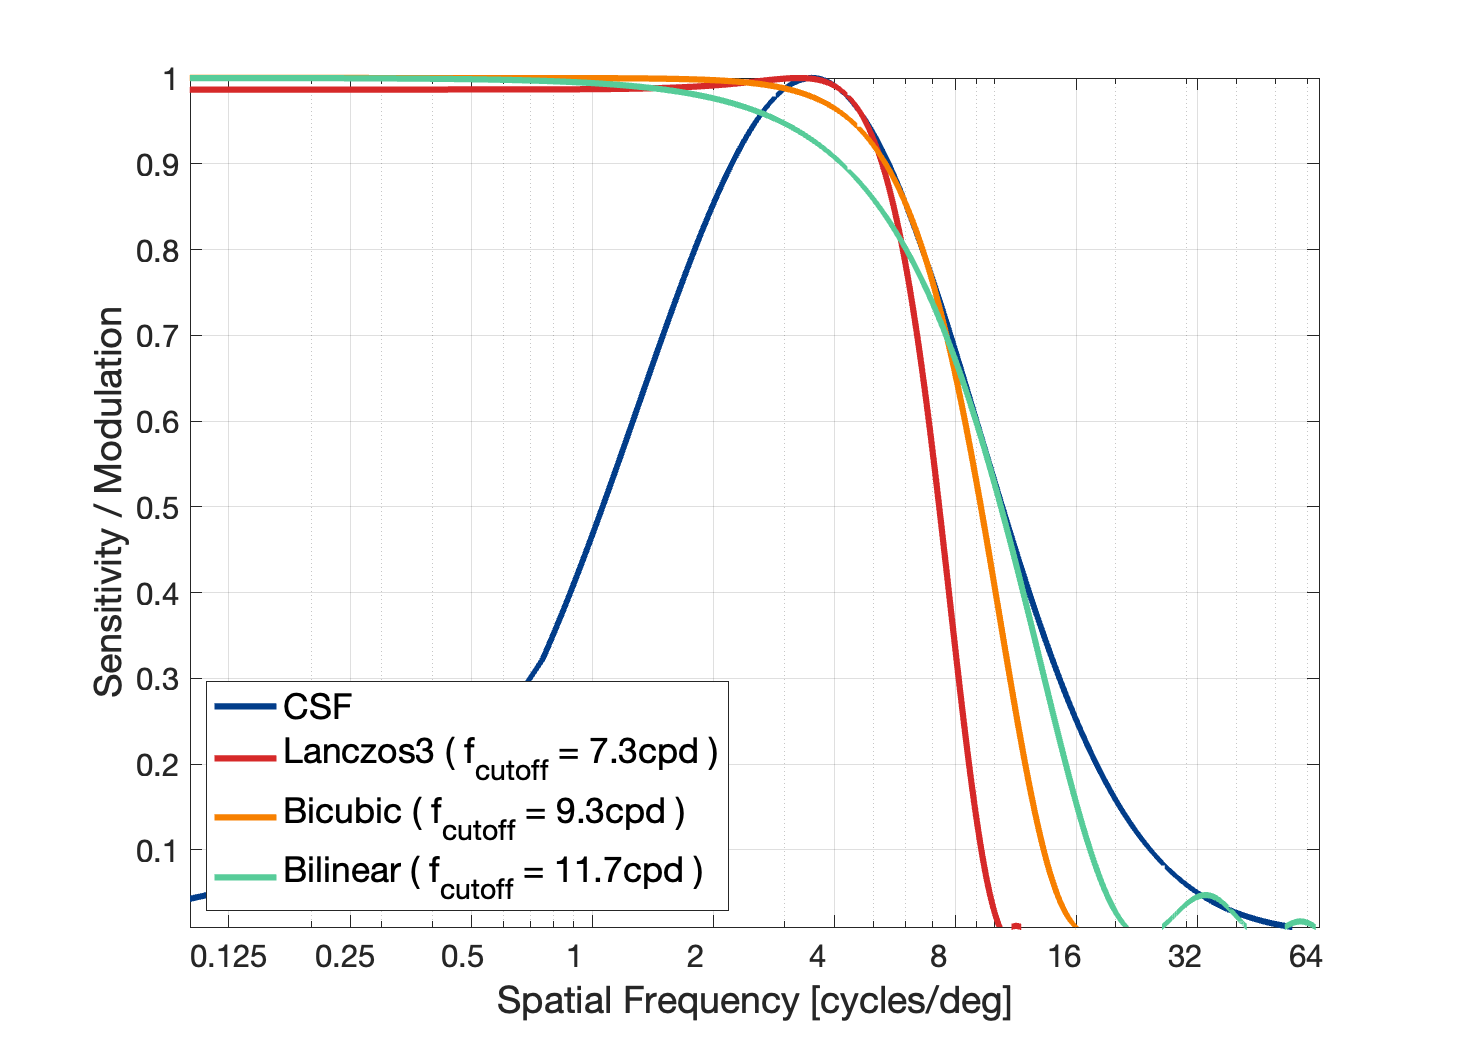 1
0.9
0.8
0.7
0.6
0.5
0.4
0.3
0.2
0.1
Sensitivity / Modulation
CSF
Lanczos3 ( fcutoff = 7.3cpd )
Bicubic ( fcutoff = 9.3cpd )
Bilinear ( fcutoff = 11.7cpd )
0.125 0.25 0.5 1 2 4 8 16 32 64
Spatial Frequency [cycles/deg]